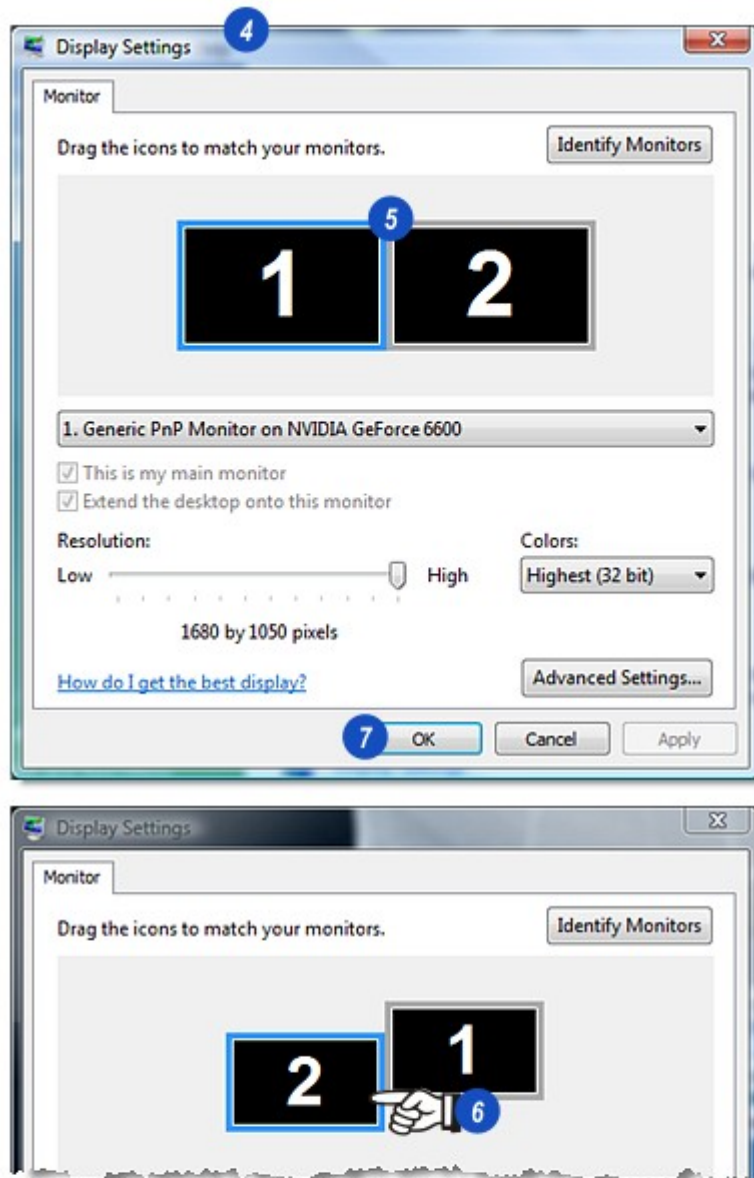 4
Display Settings
Monitor
Drag the icons to match your monitors.
Identify Monitors
5
1
2
1. Generic PnP Monitor on NVIDIA GeForce 6600
This is my main monitor
Extend the desktop onto this monitor
Resolution:
Colors:
Low
High
Highest (32 bit)
1680 by 1050 pixels
How do I get the best display?
Advanced Settings...
7
OK
Cancel
Apply
Display Settings
Monitor
Drag the icons to match your monitors.
Identify Monitors
2
1
6